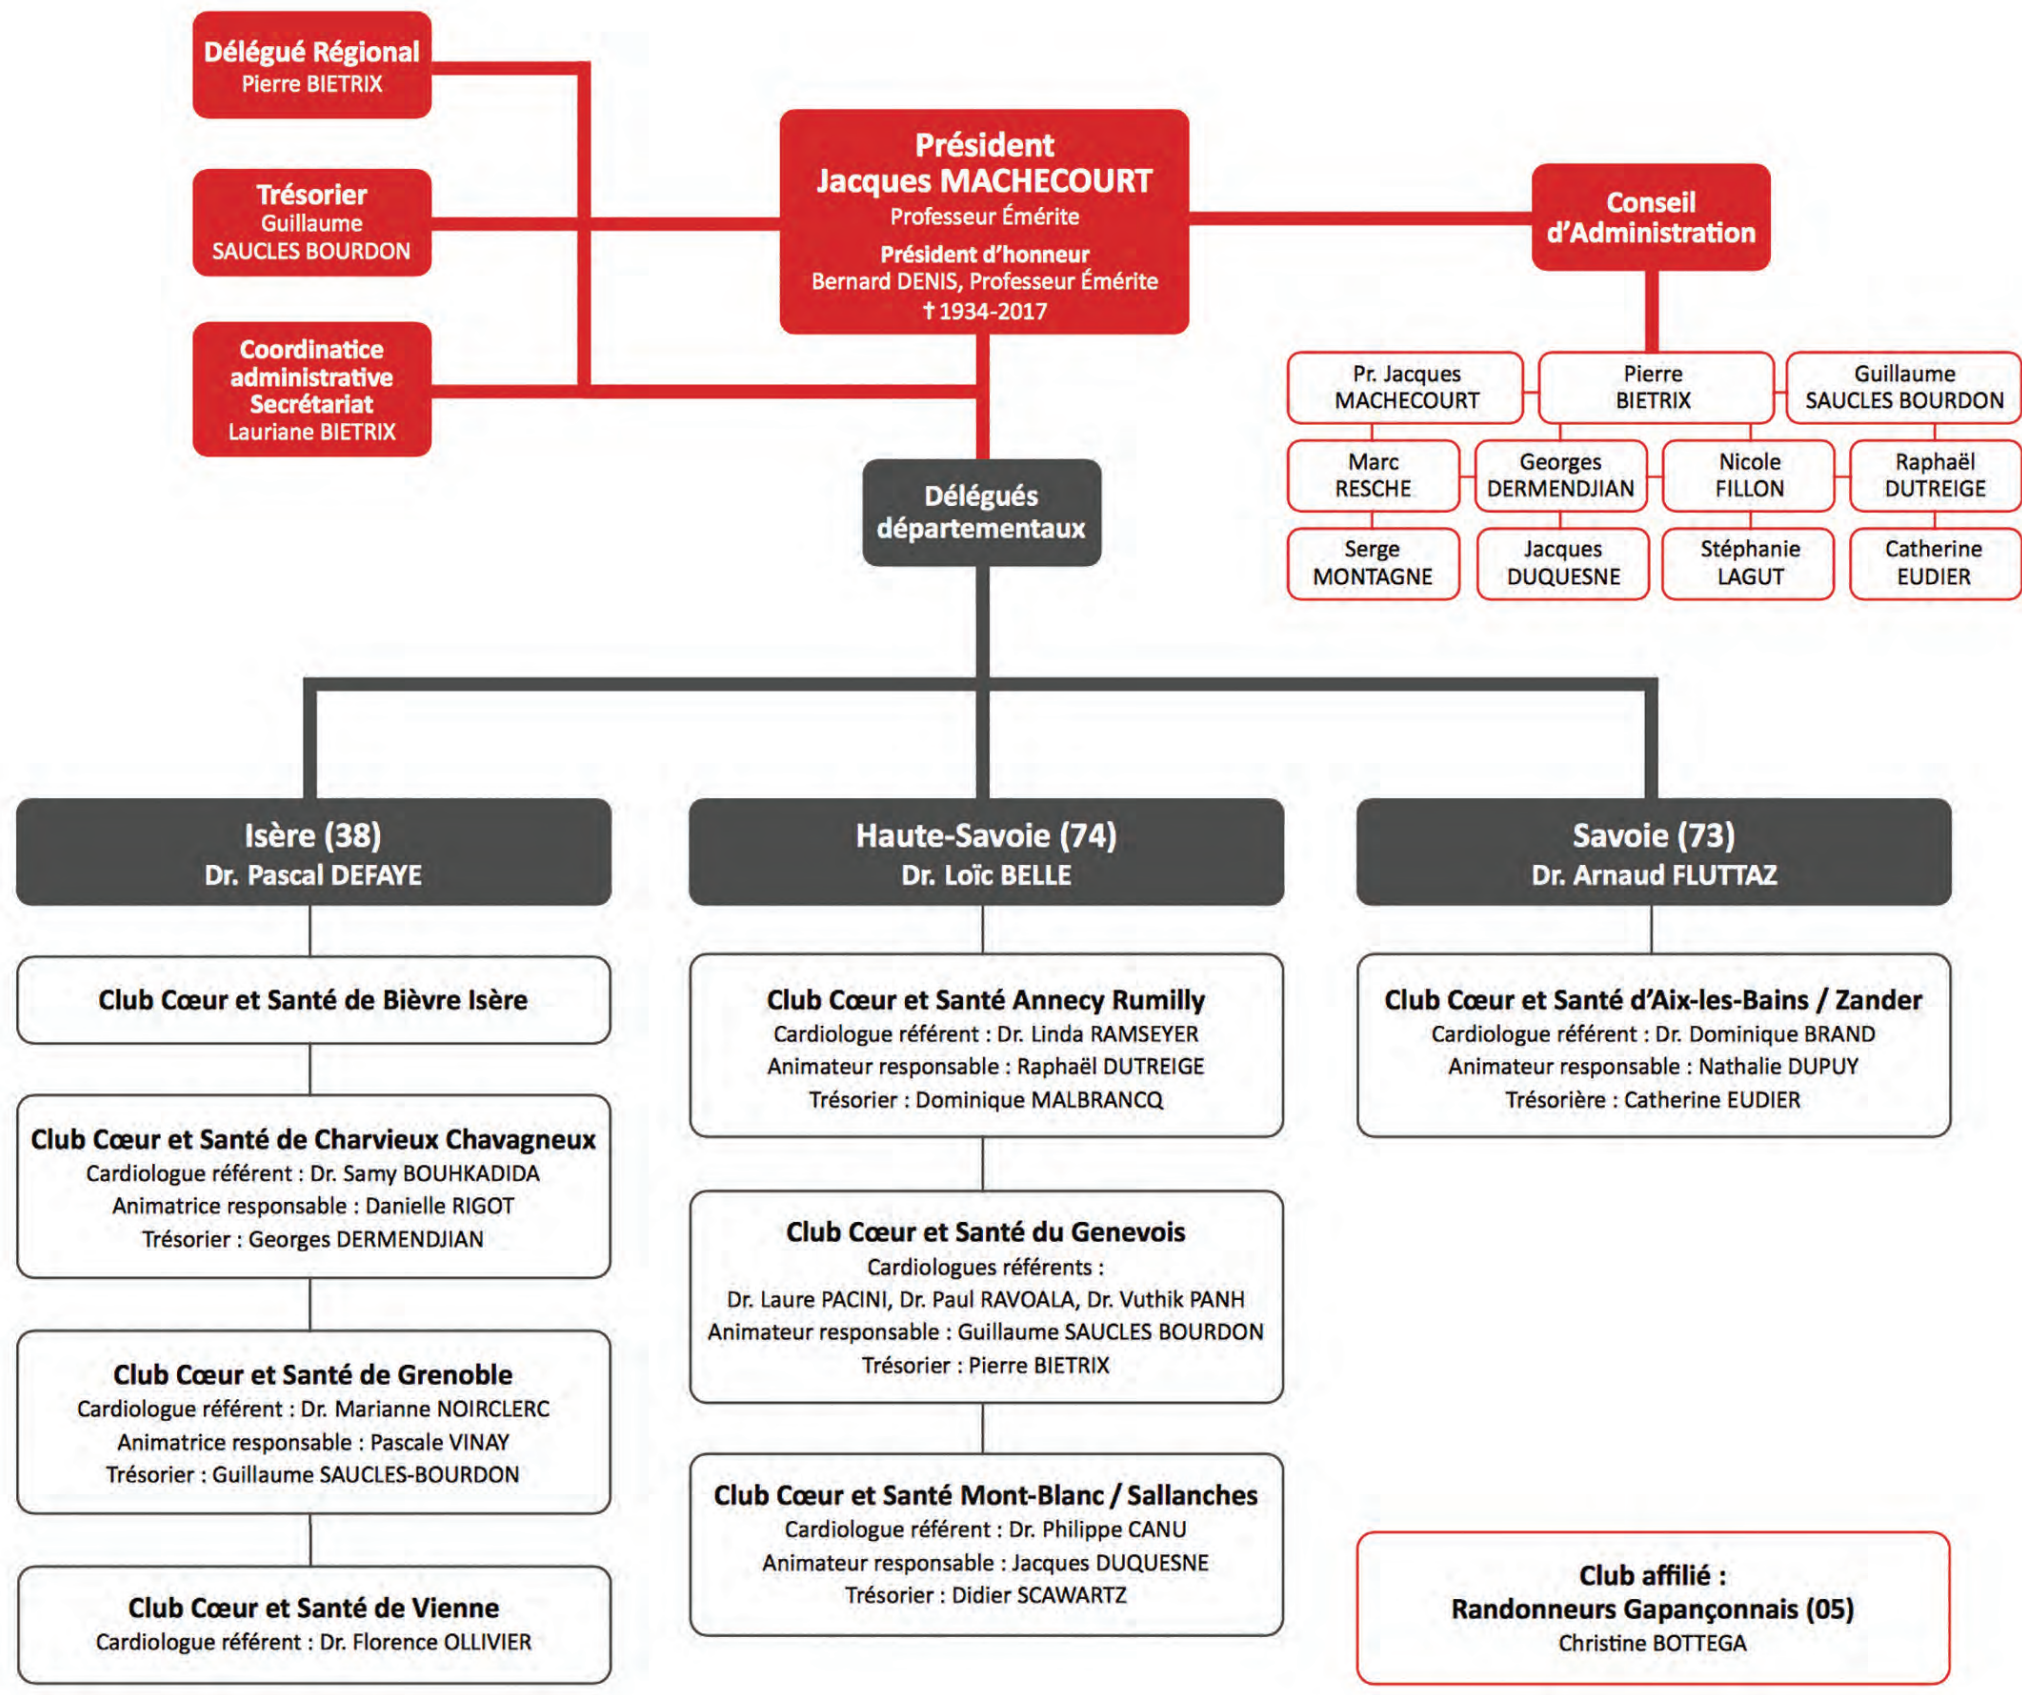 Délégué Régional
Pierre BIETRIX
Trésorier
Guillaume
SAUCLES BOURDON
Coordinatice
administrative
Secrétariat
Lauriane BIETRIX
Président
Jacques MACHECOURT
Professeur Émérite
Président d’honneur
Bernard DENIS, Professeur Émérite
✝ 1934-2017
Conseil
d’Administration
Pr. Jacques
MACHECOURT
Pierre
BIETRIX
Guillaume
SAUCLES BOURDON
Marc
RESCHE
Georges
DERMENDJIAN
Nicole
FILLON
Raphaël
DUTREIGE
Serge
MONTAGNE
Jacques
DUQUESNE
Stéphanie
LAGUT
Catherine
EUDIER
Délégués
départementaux
Isère (38)
Dr. Pascal DEFAYE
Club Cœur et Santé de Bièvre Isère
Club Cœur et Santé de Charvieux Chavagneux
Cardiologue référent : Dr. Samy BOUHKADIDA
Animatrice responsable : Danielle RIGOT
Trésorier : Georges DERMENDJIAN
Club Cœur et Santé de Grenoble
Cardiologue référent : Dr. Marianne NOIRCLERC
Animatrice responsable : Pascale VINAY
Trésorier : Guillaume SAUCLES-BOURDON
Club Cœur et Santé de Vienne
Cardiologue référent : Dr. Florence OLLIVIER
Haute-Savoie (74)
Dr. Loïc BELLE
Club Cœur et Santé Annecy Rumilly
Cardiologue référent : Dr. Linda RAMSEYER
Animateur responsable : Raphaël DUTREIGE
Trésorier : Dominique MALBRANCQ
Club Cœur et Santé du Genevois
Cardiologues référents :
Dr. Laure PACINI, Dr. Paul RAVOALA, Dr. Vuthik PANH
Animateur responsable : Guillaume SAUCLES BOURDON
Trésorier : Pierre BIETRIX
Club Cœur et Santé Mont-Blanc / Sallanches
Cardiologue référent : Dr. Philippe CANU
Animateur responsable : Jacques DUQUESNE
Trésorier : Didier SCAWARTZ
Savoie (73)
Dr. Arnaud FLUTTAZ
Club Cœur et Santé d’Aix-les-Bains / Zander
Cardiologue référent : Dr. Dominique BRAND
Animateur responsable : Nathalie DUPUY
Trésorière : Catherine EUDIER
Club affilié :
Randonneurs Gapançonnais (05)
Christine BOTTEGA